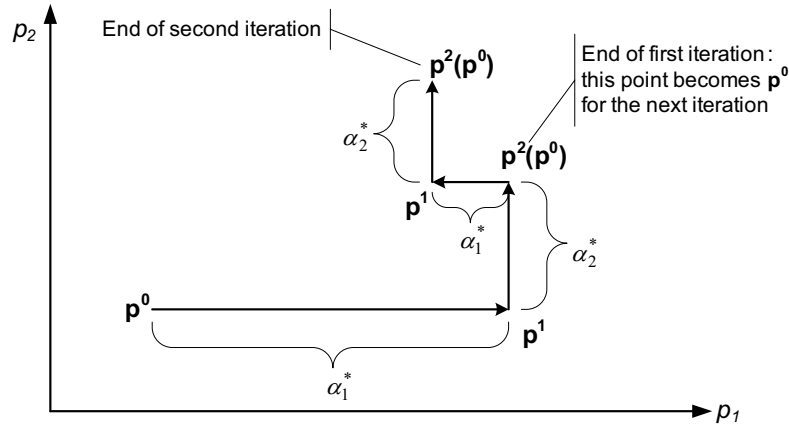 p₂
End of second iteration
p²(p⁰)
End of first iteration:
this point becomes p⁰
for the next iteration
α₂*
p²(p⁰)
p¹
α₁*
α₂*
p⁰
p¹
α₁*
p₁